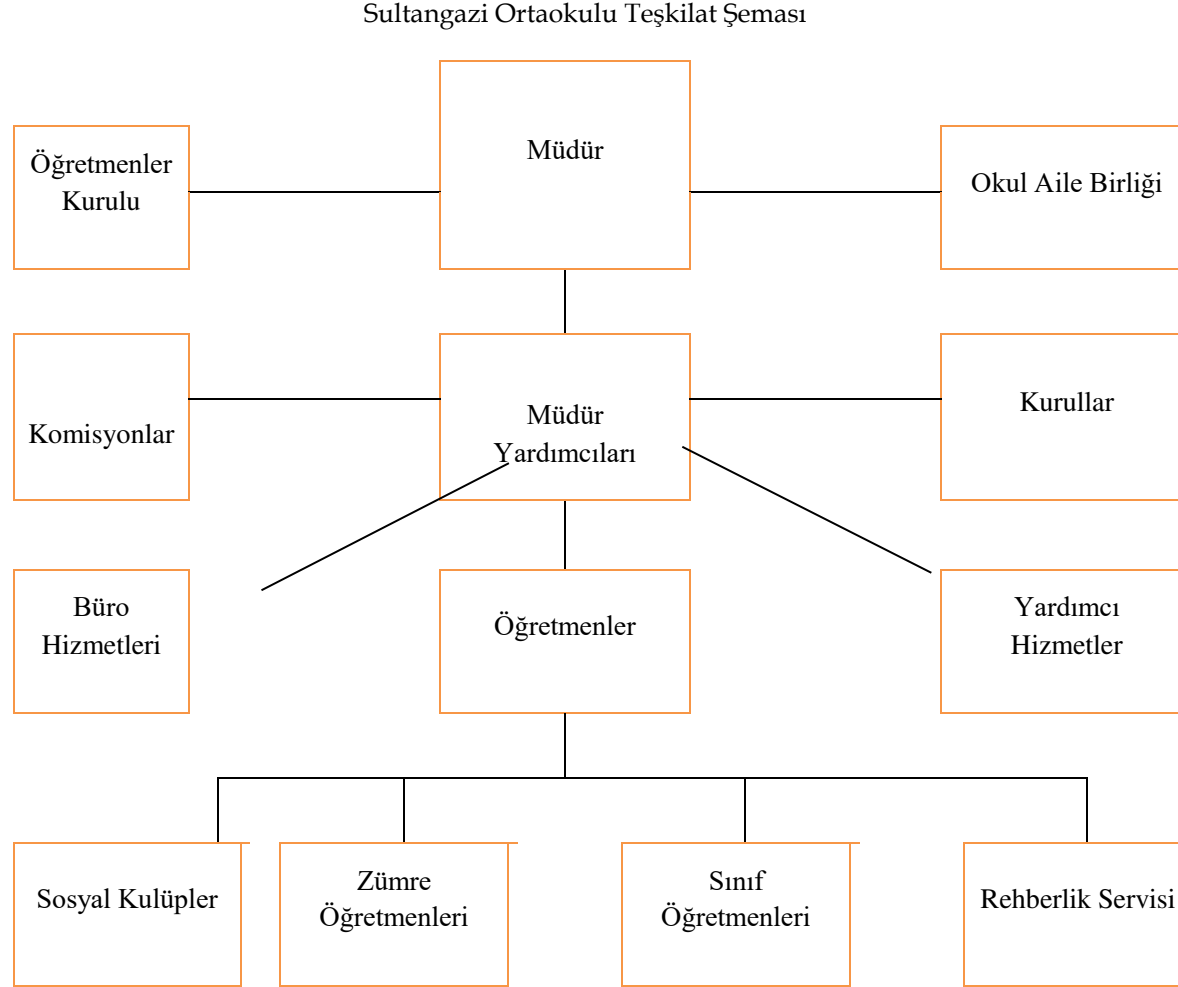 Sultangazi Ortaokulu Teşkilat Şeması
Öğretmenler
Kurulu
Müdür
Okul Aile Birliği
Komisyonlar
Müdür
Yardımcıları
Kurullar
Büro
Hizmetleri
Öğretmenler
Yardımcı
Hizmetler
Sosyal Kulüpler
Zümre
Öğretmenleri
Sınıf
Öğretmenleri
Rehberlik Servisi